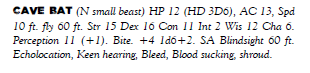 CAVE BAT (N small beast) HP 12 (HD 3D6), AC 13, Spd
10 ft. fly 60 ft. Str 15 Dex 16 Con 11 Int 2 Wis 12 Cha 6.
Perception 11 (+1). Bite. +4 1d6+2. SA Blindsight 60 ft.
Echolocation, Keen hearing, Bleed, Blood sucking, shroud.